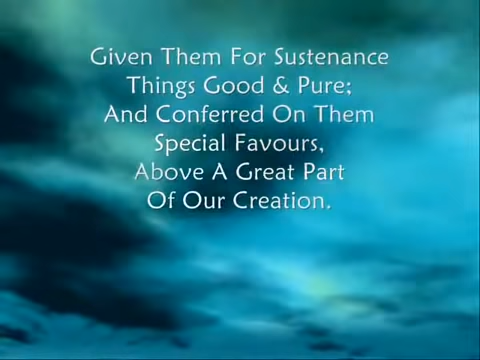 Given Them For Sustenance
Things Good & Pure;
And Conferred On Them
Special Favours,
Above A Great Part
Of Our Creation.